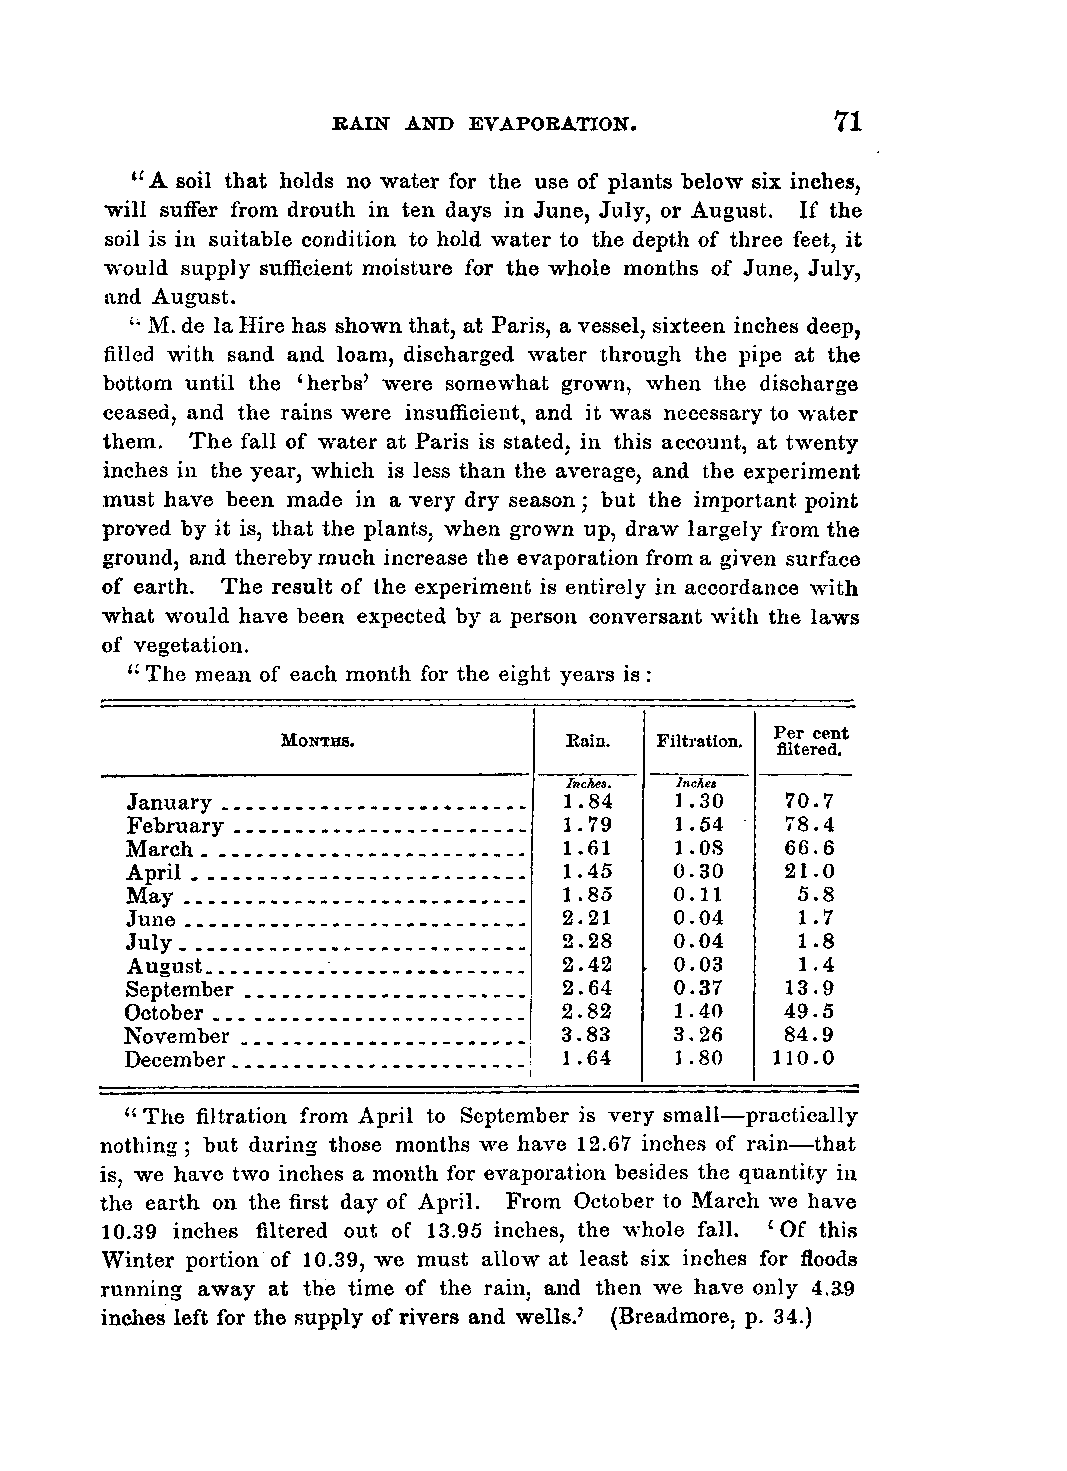 RAIN AND EVAPORATION. 71
"A soil that holds no water for the use of plants below six inches,
will suffer from drouth in ten days in June, July, or August. If the
soil is in suitable condition to hold water to the depth of three feet, it
would supply sufficient moisture for the whole months of June, July,
and August.
" M. de la Hire has shown that, at Paris, a vessel, sixteen inches deep,
filled with sand and loam, discharged water through the pipe at the
bottom until the 'herbs' were somewhat grown, when the discharge
ceased, and the rains were insufficient, and it was necessary to water
them. The fall of water at Paris is stated, in this account, at twenty
inches in the year, which is less than the average, and the experiment
must have been made in a very dry season; but the important point
proved by it is, that the plants, when grown up, draw largely from the
ground, and thereby much increase the evaporation from a given surface
of earth. The result of the experiment is entirely in accordance with
what would have been expected by a person conversant with the laws
of vegetation.
"The mean of each month for the eight years is:
MONTHS. Rain. Filtration. Per cent filtered.
Inches. Inches
January 1.84 1.30 70.7
February 1.79 1.54 78.4
March 1.61 1.08 66.6
April 1.45 0.30 21.0
May 1.85 0.11 5.8
June 2.21 0.04 1.7
July 2.28 0.04 1.8
August 2.42 0.03 1.4
September 2.64 0.37 13.9
October 2.82 1.40 49.5
November 3.83 3.26 84.9
December 1.64 1.80 110.0
"The filtration from April to September is very small—practically
nothing; but during those months we have 12.67 inches of rain—that
is, we have two inches a month for evaporation besides the quantity in
the earth on the first day of April. From October to March we have
10.39 inches filtered out of 13.95 inches, the whole fall. 'Of this
Winter portion of 10.39, we must allow at least six inches for floods
running away at the time of the rain, and then we have only 4.39
inches left for the supply of rivers and wells.' (Breadmore, p. 34.)